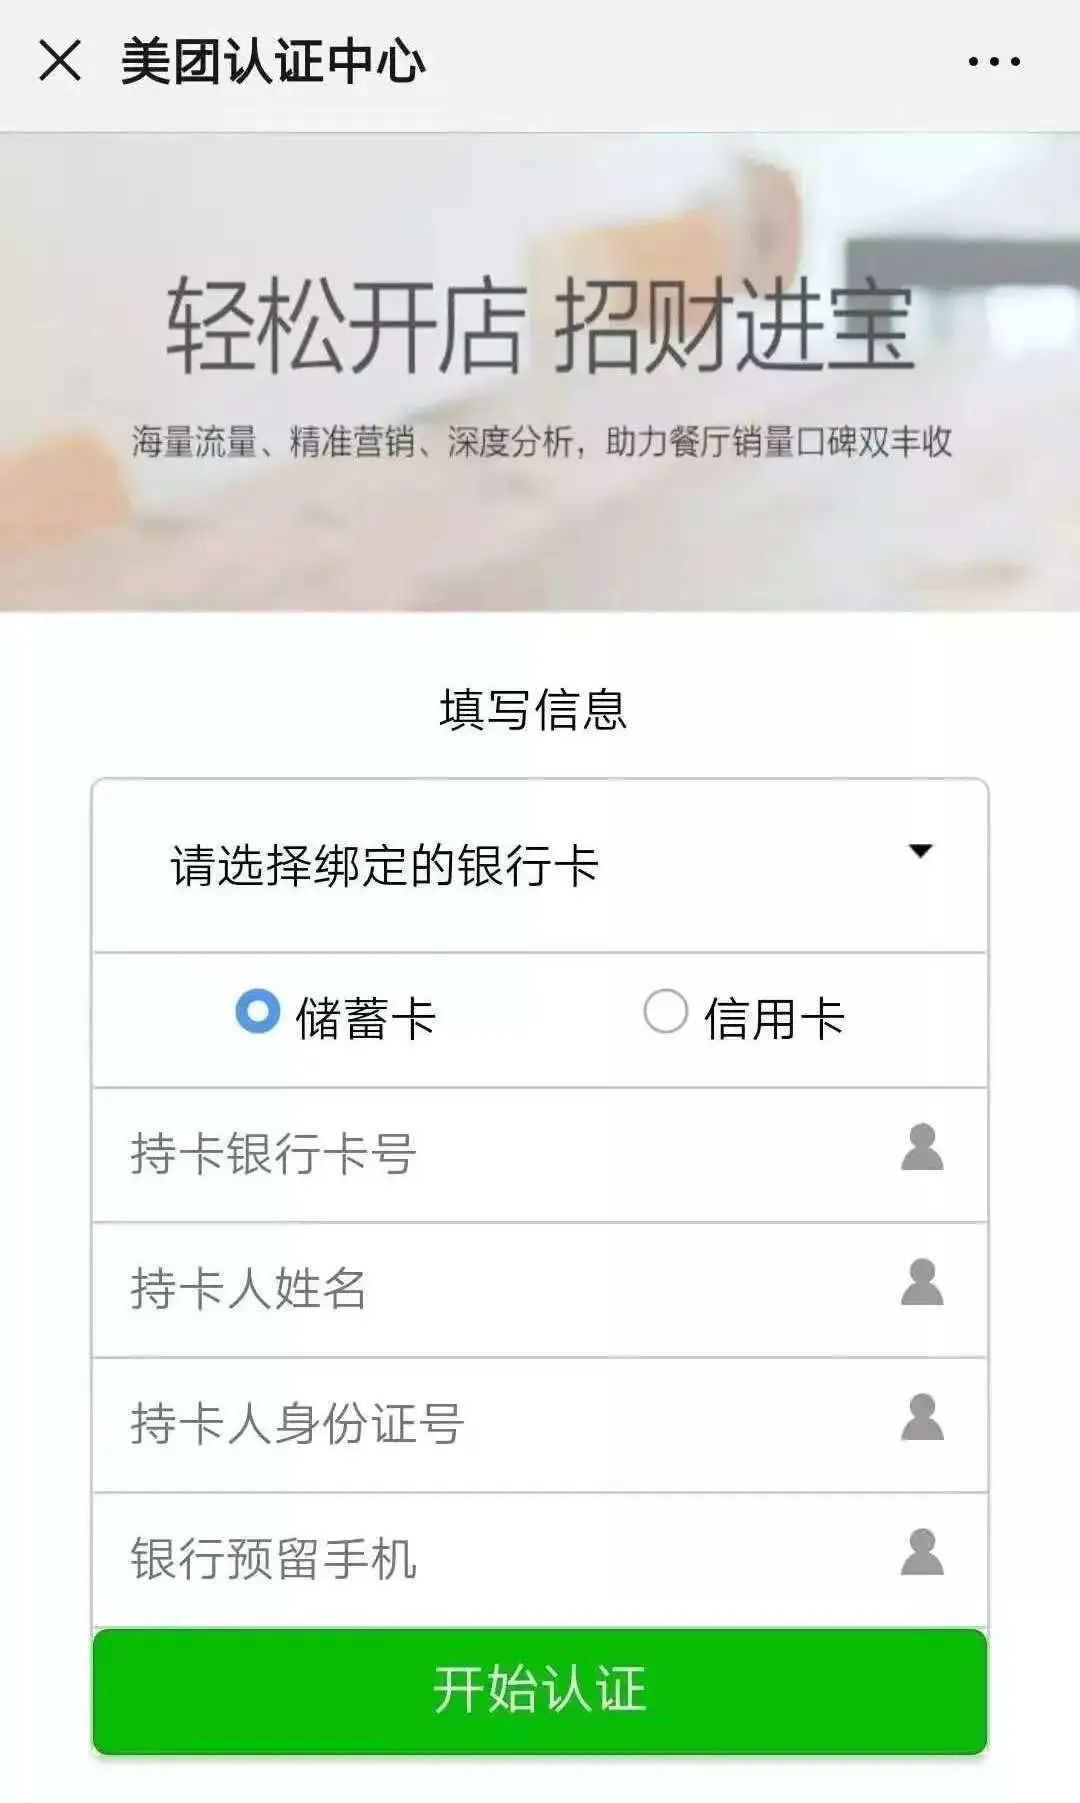 美团认证中心
轻松开店 招财进宝
海量流量、精准营销、深度分析，助力餐厅销量口碑双丰收
填写信息
请选择绑定的银行卡
储蓄卡 信用卡
持卡银行卡号
持卡人姓名
持卡人身份证号
银行预留手机
开始认证